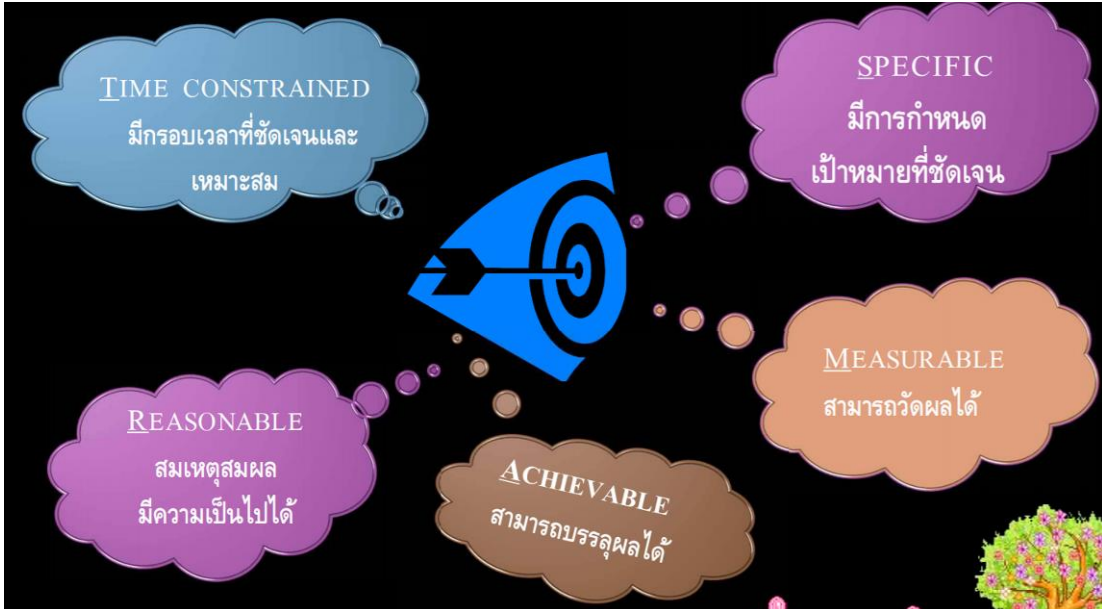 TIME CONSTRAINED
มีกรอบเวลาที่ชัดเจนและ
เหมาะสม
SPECIFIC
มีการกำหนด
เป้าหมายที่ชัดเจน
MEASURABLE
สามารถวัดผลได้
REASONABLE
สมเหตุสมผล
มีความเป็นไปได้
ACHIEVABLE
สามารถบรรลุผลได้